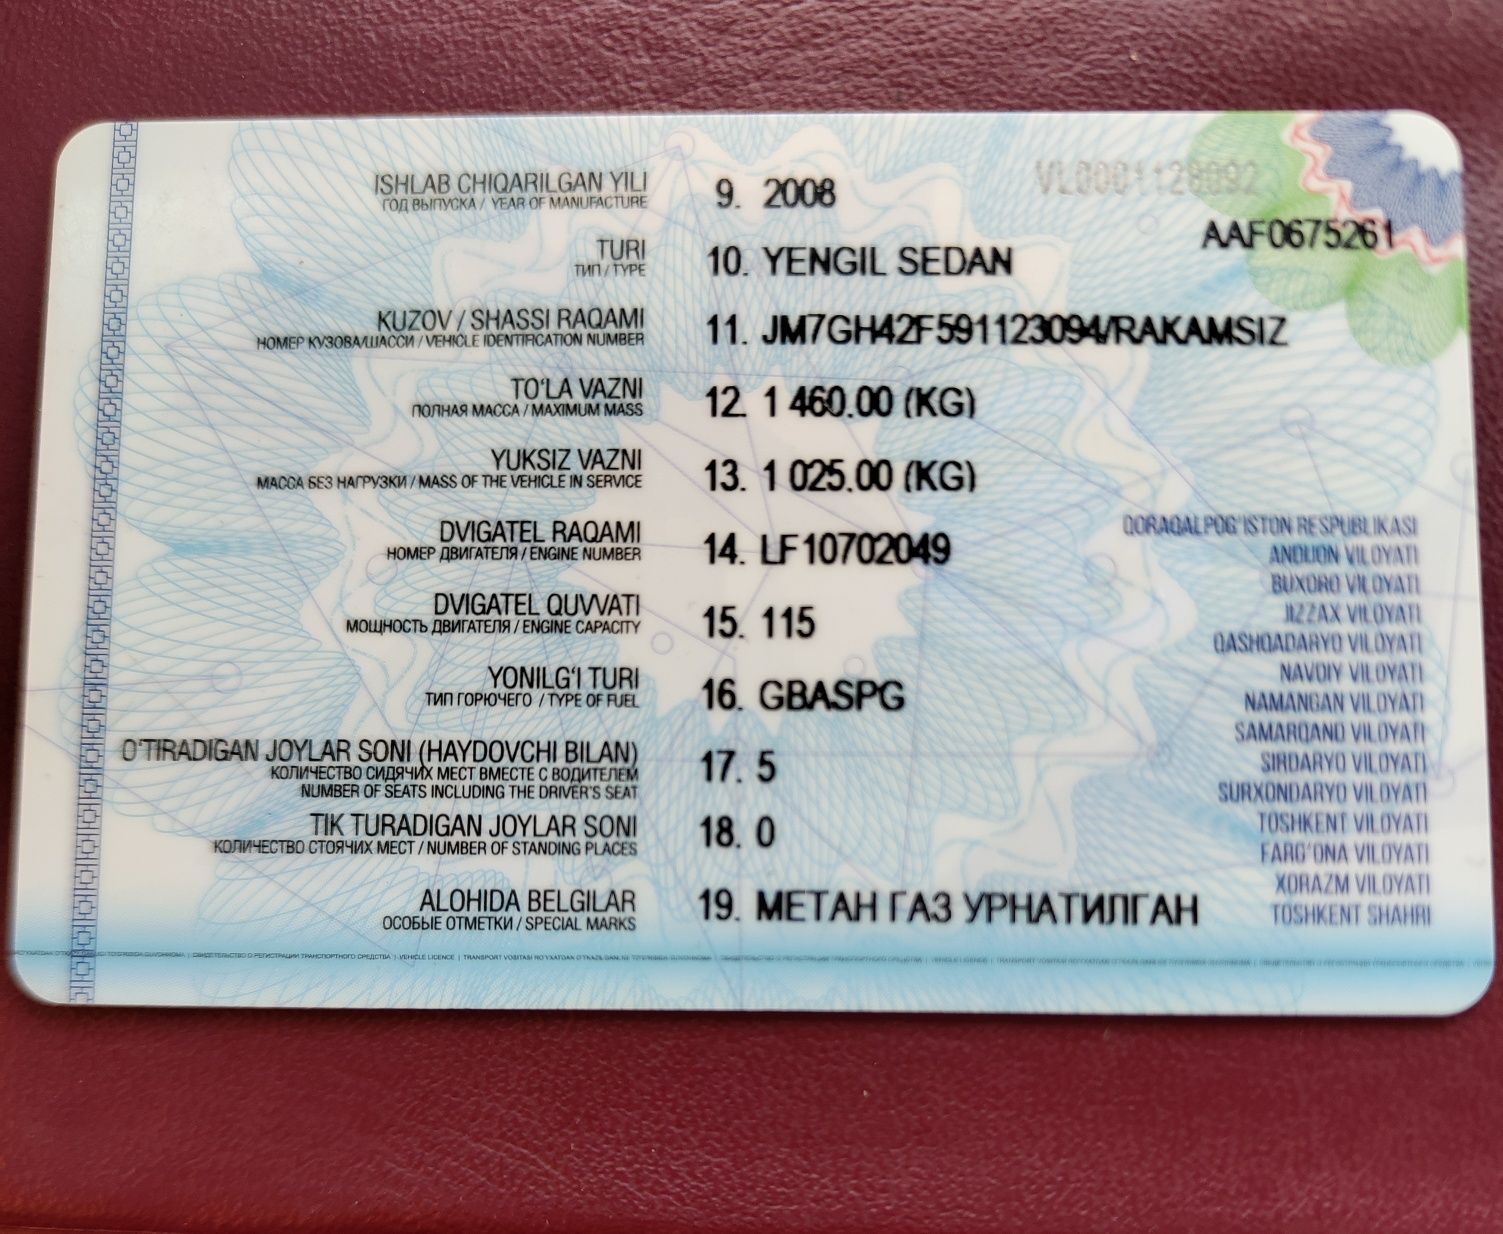 VL0001128092
AAF0675261
ISHLAB CHIQARILGAN YILI
ГОД ВЫПУСКА / YEAR OF MANUFACTURE
9. 2008
TURI
ТИП / TYPE
10. YENGIL SEDAN
KUZOV / SHASSI RAQAMI
НОМЕР КУЗОВА/ШАССИ / VEHICLE IDENTIRCATION NUMBER
11. JM7GH42F591123094/RAKAMSIZ
TO'LA VAZNI
ПОЛНАЯ МАССА / MAXIMUM MASS
12. 1 460.00 (KG)
YUKSIZ VAZNI
МАССА БЕЗ НАГРУЗКИ / MASS OF THE VEHICLE IN SERVICE
13. 1 025.00 (KG)
DVIGATEL RAQAMI
НОМЕР ДВИГАТЕЛЯ / ENGINE NUMBER
14. LF10702049
DVIGATEL QUVVATI
МОЩНОСТЬ ДВИГАТЕЛЯ / ENGINE CAPACITY
15. 115
YONILG'I TURI
ТИП ГОРЮЧЕГО / TYPE OF FUEL
16. GBASPG
O'TIRADIGAN JOYLAR SONI (HAYDOVCHI BILAN)
КОЛИЧЕСТВО СИДЯЧИХ МЕСТ ВМЕСТЕ С ВОДИТЕЛЕМ
NUMBER OF SEATS INCLUDING THE DRIVER'S SEAT
17. 5
TIK TURADIGAN JOYLAR SONI
КОЛИЧЕСТВО СТОЯЧИХ МЕСТ / NUMBER OF STANDING PLACES
18. 0
ALOHIDA BELGILAR
ОСОБЫЕ ОТМЕТКИ / SPECIAL MARKS
19. МЕТАН ГАЗ УРНАТИЛГАН
QORAQALPOG'ISTON RESPUBLIKASI
ANDIJON VILOYATI
BUXORO VILOYATI
JIZZAX VILOYATI
QASHQADARYO VILOYATI
NAVOIY VILOYATI
NAMANGAN VILOYATI
SAMARQAND VILOYATI
SIRDARYO VILOYATI
SURXONDARYO VILOYATI
TOSHKENT VILOYATI
FARG'ONA VILOYATI
XORAZM VILOYATI
TOSHKENT SHAHRI